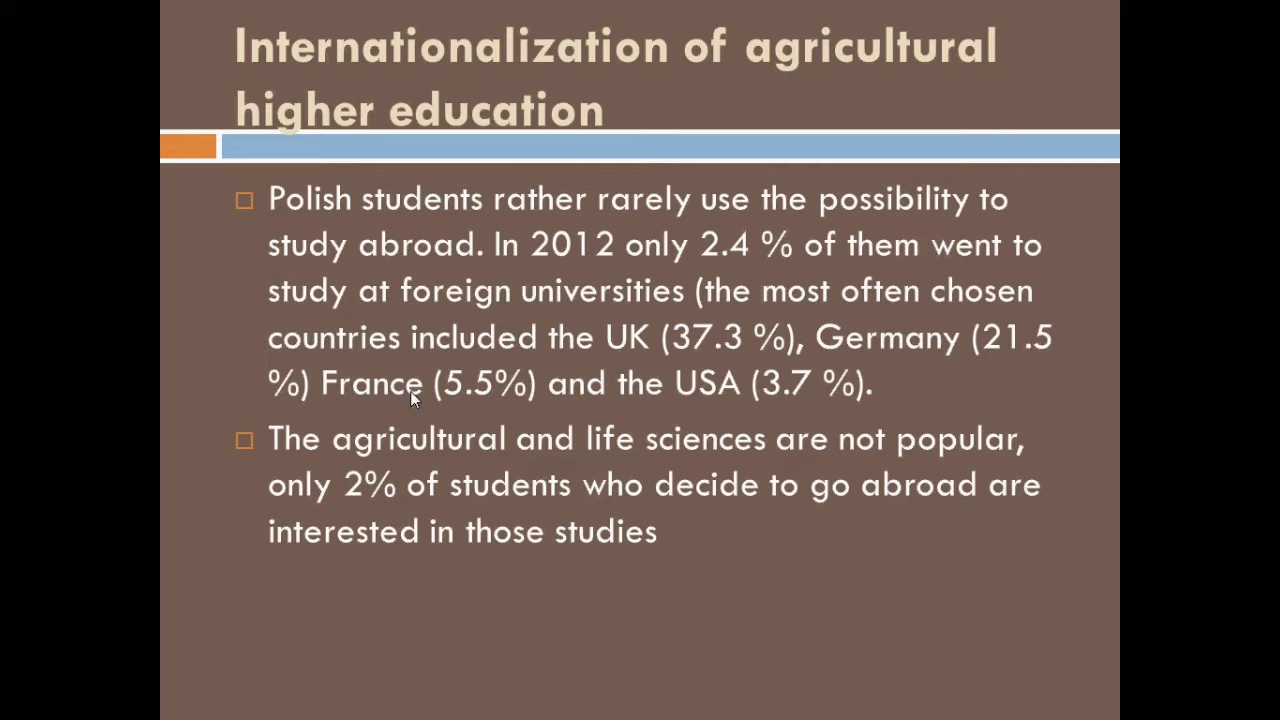 Internationalization of agricultural
higher education
Polish students rather rarely use the possibility to
study abroad. In 2012 only 2.4 % of them went to
study at foreign universities (the most often chosen
countries included the UK (37.3 %), Germany (21.5
%) France (5.5%) and the USA (3.7 %).
The agricultural and life sciences are not popular,
only 2% of students who decide to go abroad are
interested in those studies